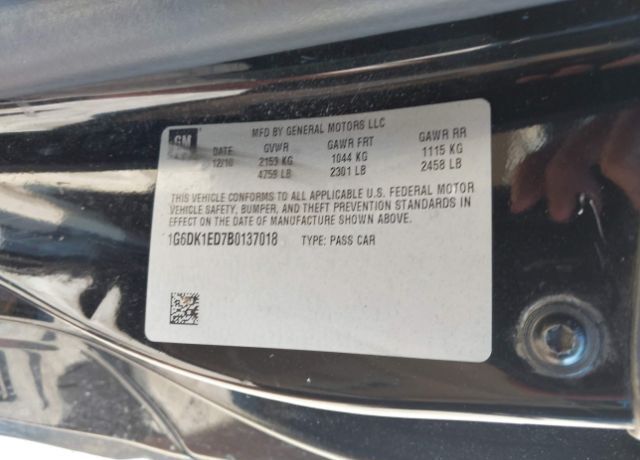 GM
MFD BY GENERAL MOTORS LLC
DATE GVWR GAWR FRT GAWR RR
12/10 2159 KG 1044 KG 1115 KG
4759 LB 2301 LB 2458 LB
THIS VEHICLE CONFORMS TO ALL APPLICABLE U.S. FEDERAL MOTOR
VEHICLE SAFETY, BUMPER, AND THEFT PREVENTION STANDARDS IN
EFFECT ON THE DATE OF MANUFACTURE SHOWN ABOVE.
1G6DK1ED7B0137018 TYPE: PASS CAR